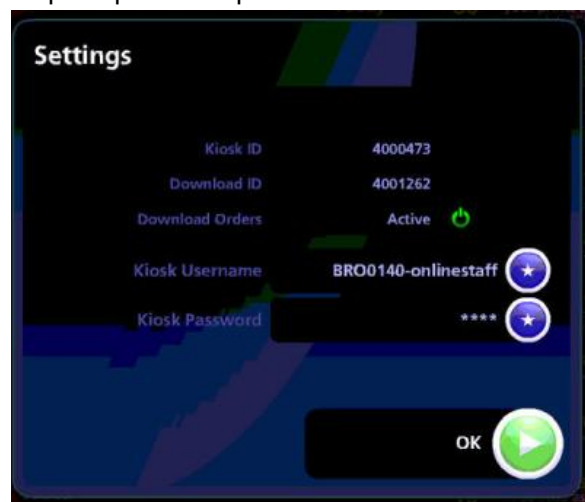 Settings
Kiosk ID 4000473
Download ID 4001262
Download Orders Active
Kiosk Username BRO0140-onlinestaff
Kiosk Password ****
OK